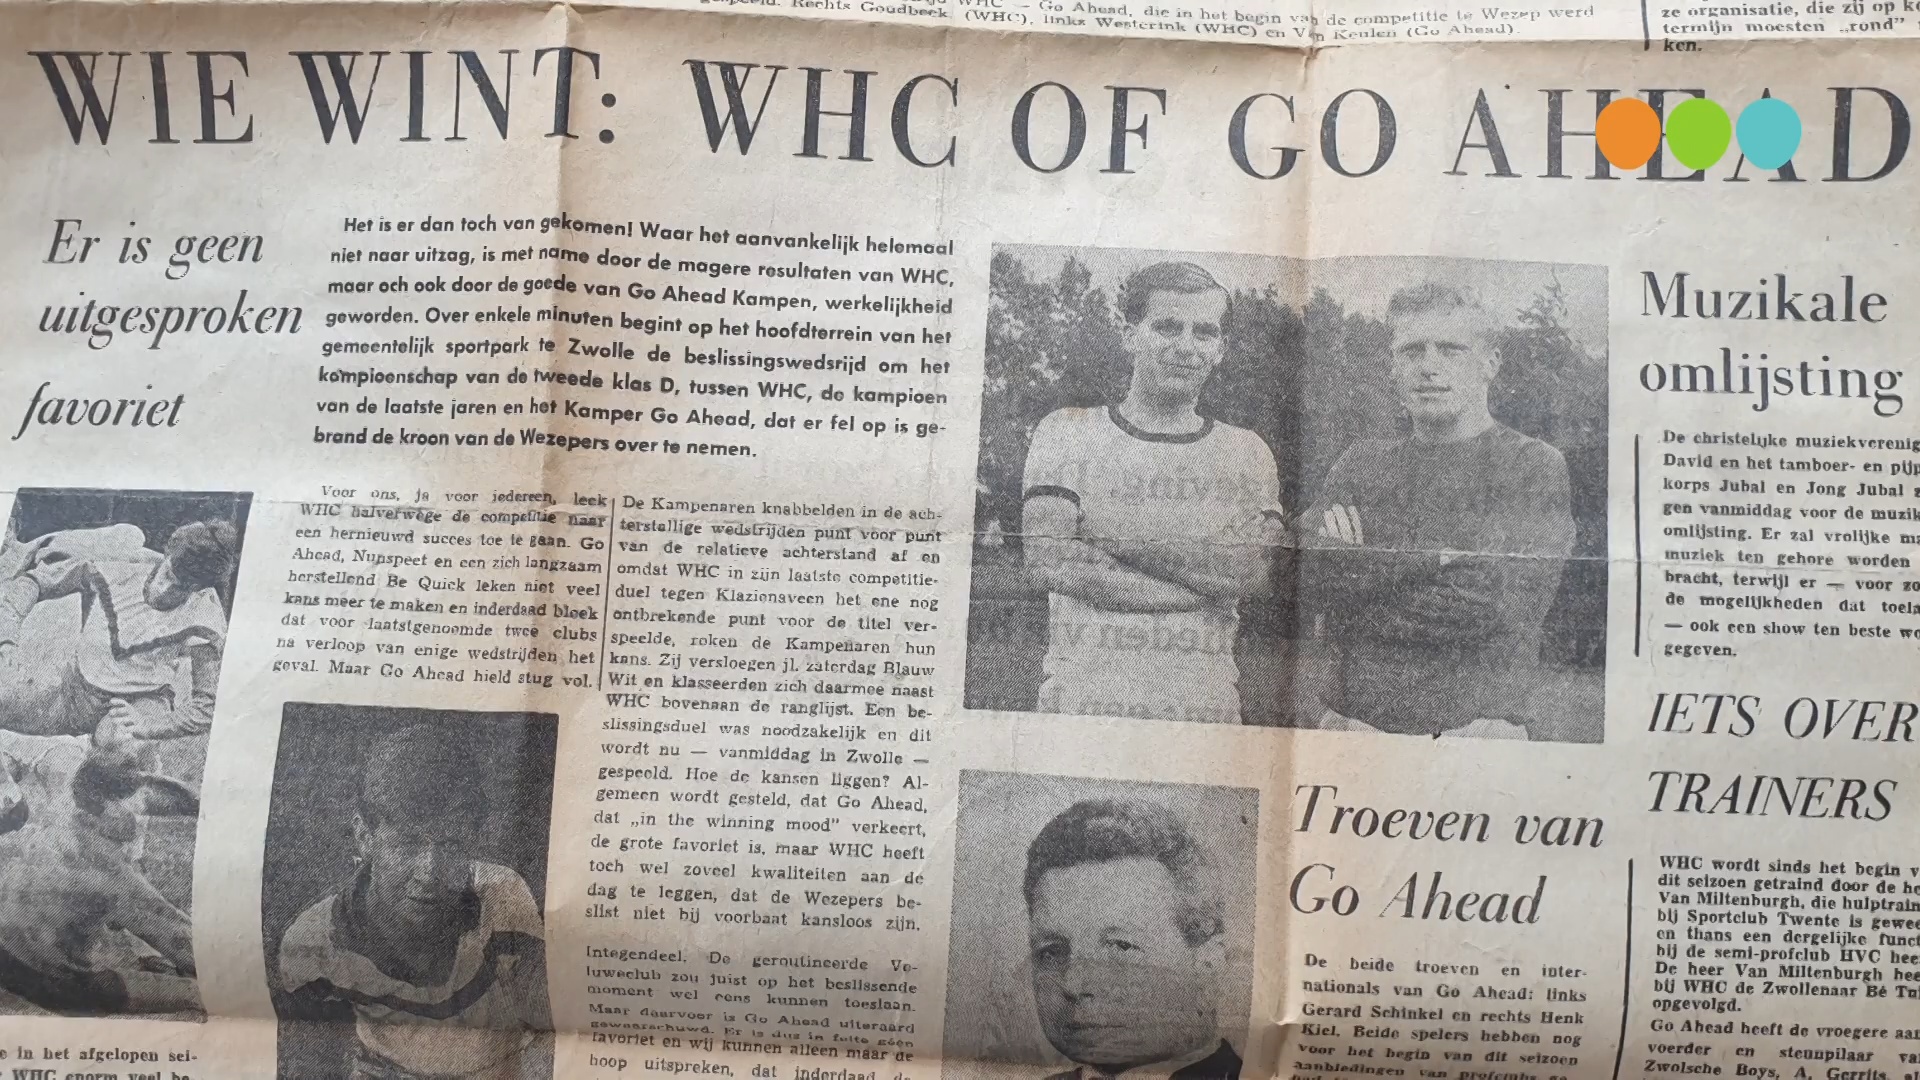 WHC — Go Ahead, die in het begin van de competitie te Wezep werd
Rechts Goudbeek (WHC), links Westerink (WHC) en Van Keulen (Go Ahead).
ze organisatie, die zij op
termijn moesten „rond"
ken.
WIE WINT: WHC OF GO AHEAD
Er is geen
uitgesproken
favoriet
Het is er dan toch van gekomen! Waar het aanvankelijk helemaal
niet naar uitzag, is met name door de magere resultaten van WHC,
maar och ook door de goede van Go Ahead Kampen, werkelijkheid
geworden. Over enkele minuten begint op het hoofdterrein van het
gemeentelijk sportpark te Zwolle de beslissingswedsrijd om het
kampioenschap van de tweede klas D, tussen WHC, de kampioen
van de laatste jaren en het Kamper Go Ahead, dat er fel op is ge-
brand de kroon van de Wezepers over te nemen.
Voor ons, ja voor iedereen, leek
WHC halverwege de competitie naar
een hernieuwd succes toe te gaan. Go
Ahead, Nunspeet en een zich langzaam
herstellend Be Quick leken niet veel
kans meer te maken en inderdaad bleek
dat voor laatstgenoemde twee clubs
na verloop van enige wedstrijden het
geval. Maar Go Ahead hield stug vol.
De Kampenaren knabbelden in de ach-
terstallige wedstrijden punt voor punt
van de relatieve achterstand af en
omdat WHC in zijn laatste competitie-
duel tegen Klazienaveen het ene nog
ontbrekende punt voor de titel ver-
speelde, roken de Kampenaren hun
kans. Zij versloegen jl. zaterdag Blauw
Wit en klasseerden zich daarmee naast
WHC bovenaan de ranglijst. Een be-
slissingsduel was noodzakelijk en dit
wordt nu — vanmiddag in Zwolle —
gespeeld. Hoe de kansen liggen? Al-
gemeen wordt gesteld, dat Go Ahead,
dat „in the winning mood" verkeert,
de grote favoriet is, maar WHC heeft
toch wel zoveel kwaliteiten aan de
dag te leggen, dat de Wezepers be-
slist niet bij voorbaat kansloos zijn.
Integendeel. De geroutineerde Ve-
luweclub zou juist op het beslissende
moment wel eens kunnen toeslaan.
Maar daarvoor is Go Ahead uiteraard
gewaarschuwd. Er is dus in feite géén
favoriet en wij kunnen alleen maar de
hoop uitspreken, dat inderdaad de
in het afgelopen sei-
WHC enorm veel be-
Troeven van
Go Ahead
De beide troeven en inter-
nationals van Go Ahead: links
Gerard Schinkel en rechts Henk
Kiel. Beide spelers hebben nog
voor het begin van dit seizoen
aanbiedingen van profclubs ge-
Muzikale
omlijsting
De christelijke muziekverenig
David en het tamboer- en pijp
korps Jubal en Jong Jubal
gen vanmiddag voor de muzik
omlijsting. Er zal vrolijke
muziek ten gehore worden
bracht, terwijl er — voor zo
de mogelijkheden dat toela
— ook een show ten beste wo
gegeven.
IETS OVER
TRAINERS
WHC wordt sinds het begin v
dit seizoen getraind door de he
Van Miltenburgh, die hulptrain
bij Sportclub Twente is gewee
en thans een dergelijke funct
bij de semi-profclub HVC hee
De heer Van Miltenburgh hee
bij WHC de Zwollenaar Bé
opgevolgd.
Go Ahead heeft de vroegere aan
voerder en steunpilaar va
Zwolsche Boys, A. Gerrits, al